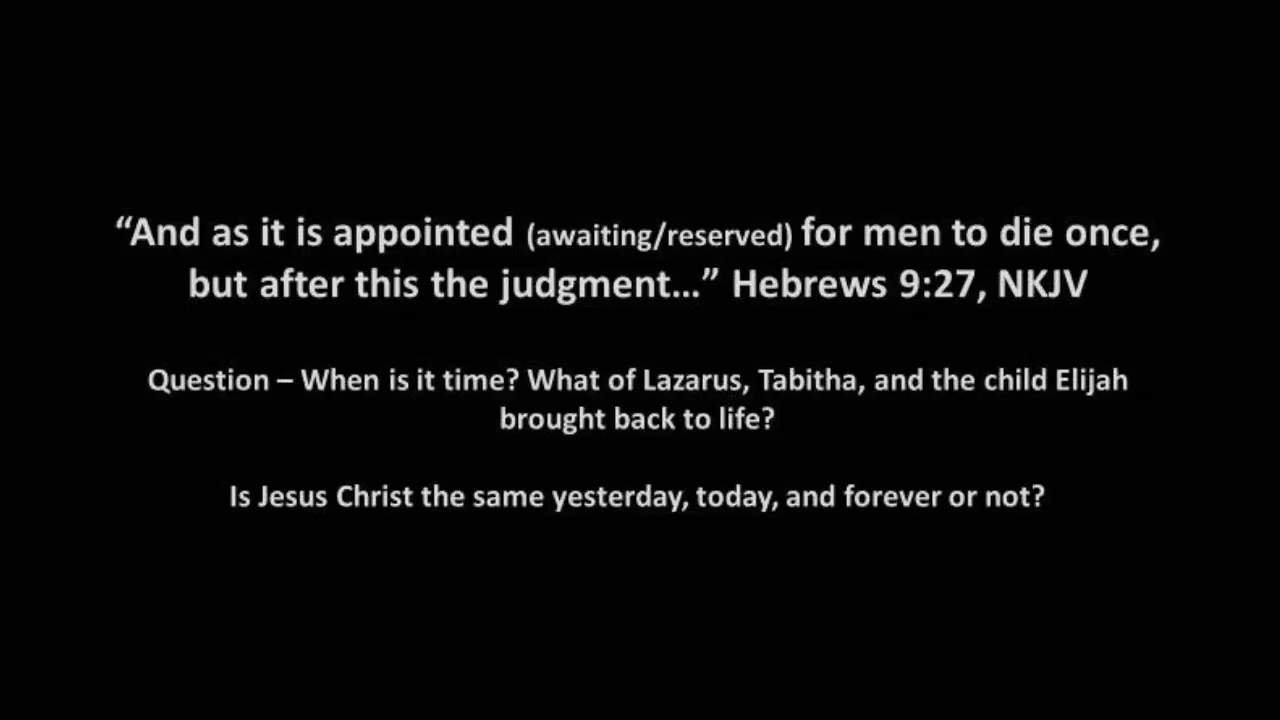 “And as it is appointed (awaiting/reserved) for men to die once,
but after this the judgment...” Hebrews 9:27, NKJV
Question – When is it time? What of Lazarus, Tabitha, and the child Elijah
brought back to life?
Is Jesus Christ the same yesterday, today, and forever or not?